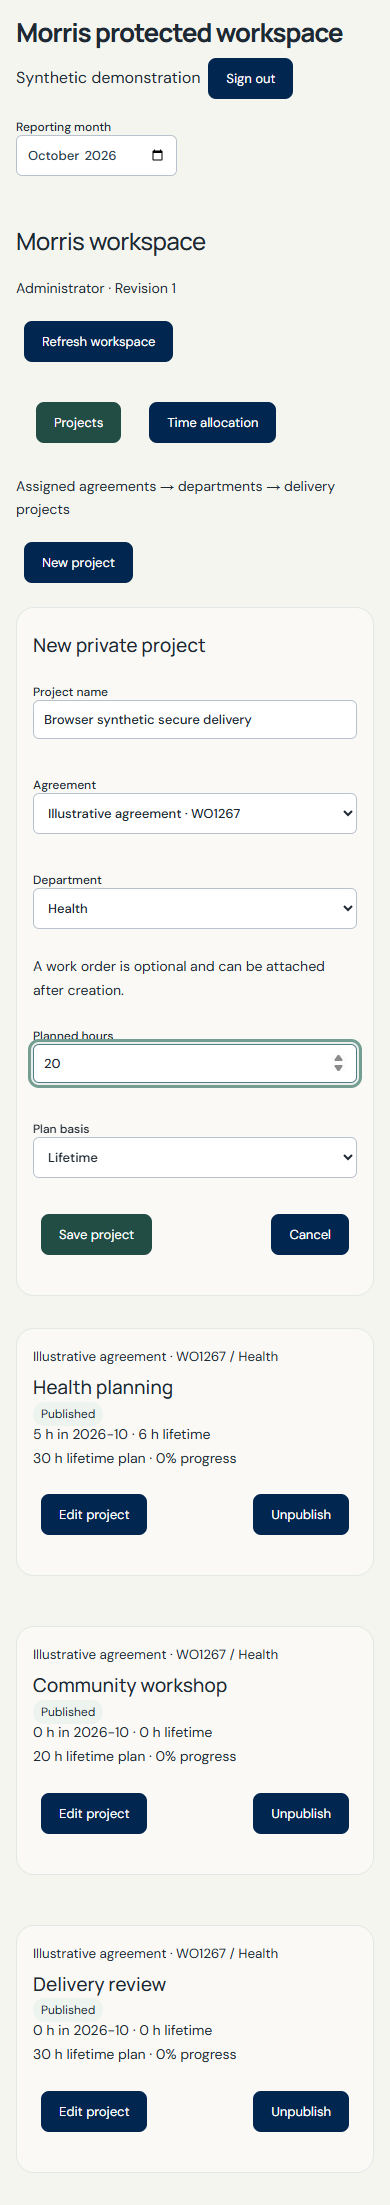 Morris protected workspace
Synthetic demonstration Sign out
Reporting month
October 2026
Morris workspace
Administrator · Revision 1
Refresh workspace
Projects Time allocation
Assigned agreements → departments → delivery
projects
New project
New private project
Project name
Browser synthetic secure delivery
Agreement
Illustrative agreement · WO1267
Department
Health
A work order is optional and can be attached
after creation.
Planned hours
20
Plan basis
Lifetime
Save project Cancel
Illustrative agreement · WO1267 / Health
Health planning
Published
5 h in 2026-10 · 6 h lifetime
30 h lifetime plan · 0% progress
Edit project Unpublish
Illustrative agreement · WO1267 / Health
Community workshop
Published
0 h in 2026-10 · 0 h lifetime
20 h lifetime plan · 0% progress
Edit project Unpublish
Illustrative agreement · WO1267 / Health
Delivery review
Published
0 h in 2026-10 · 0 h lifetime
30 h lifetime plan · 0% progress
Edit project Unpublish